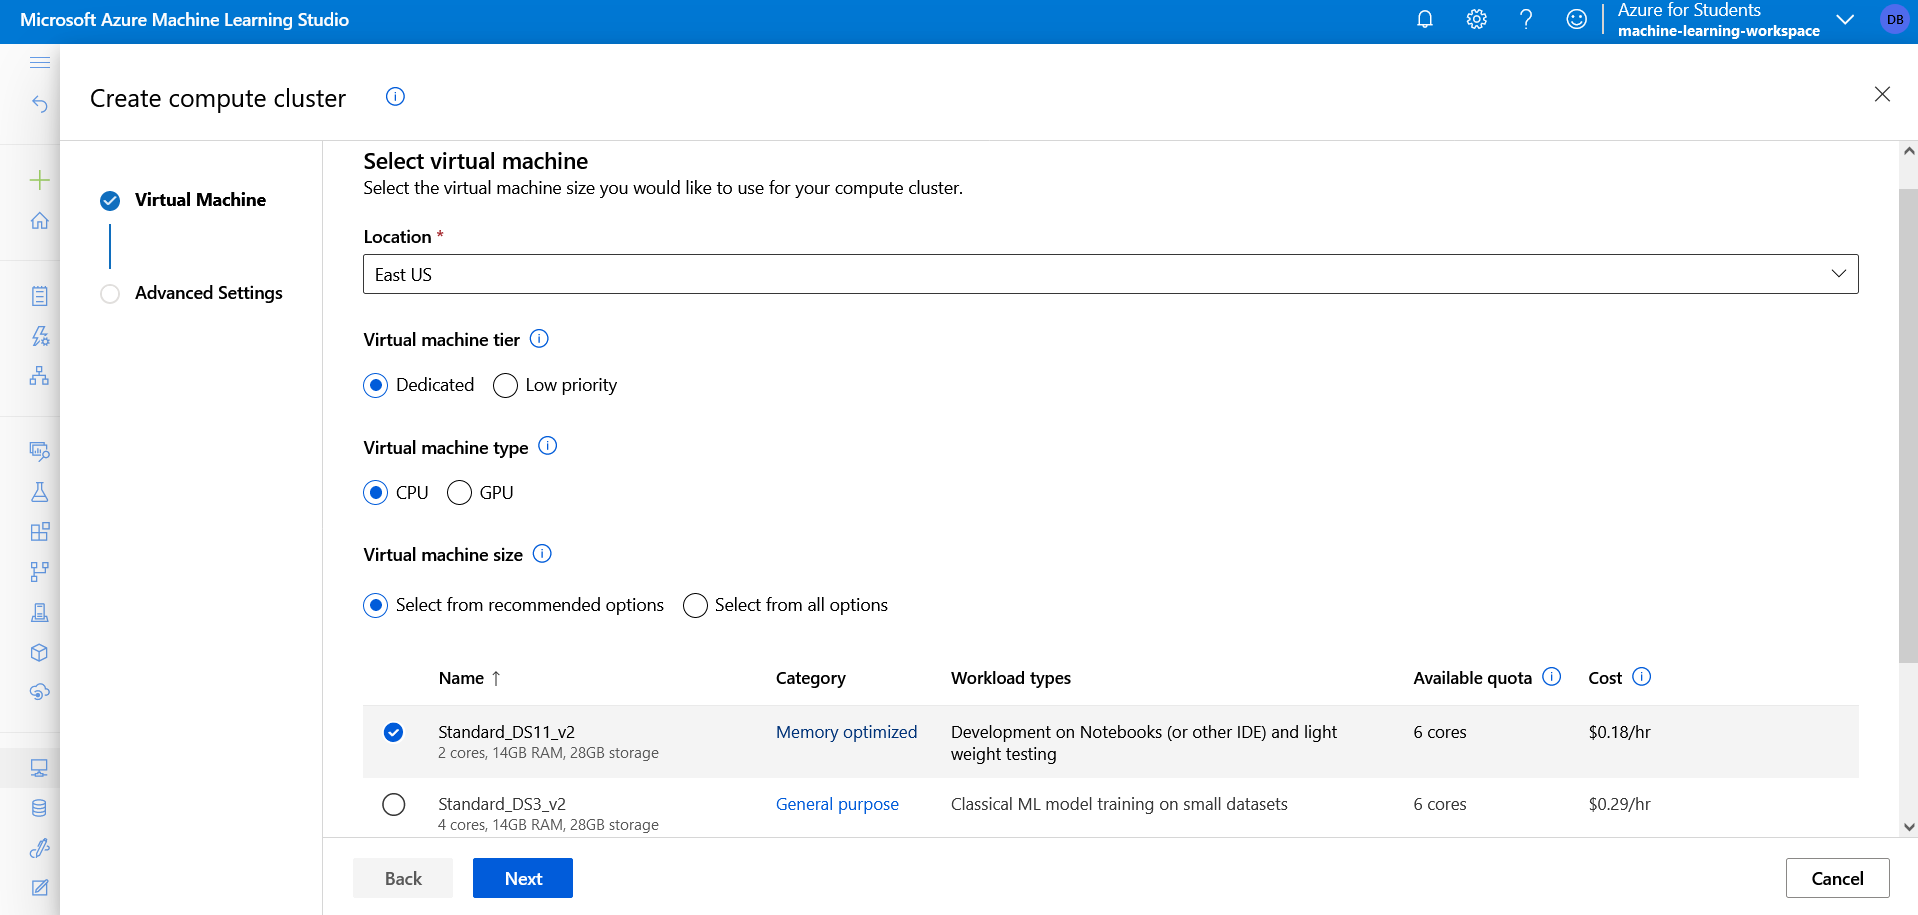 Microsoft Azure Machine Learning Studio
Azure for Students
machine-learning-workspace
DB
Create compute cluster
Virtual Machine
Advanced Settings
Select virtual machine
Select the virtual machine size you would like to use for your compute cluster.
Location *
East US
Virtual machine tier
Dedicated Low priority
Virtual machine type
CPU GPU
Virtual machine size
Select from recommended options Select from all options
Name ↑ Category Workload types Available quota Cost
Standard_DS11_v2 Memory optimized Development on Notebooks (or other IDE) and light 6 cores $0.18/hr
2 cores, 14GB RAM, 28GB storage weight testing
Standard_DS3_v2 General purpose Classical ML model training on small datasets 6 cores $0.29/hr
4 cores, 14GB RAM, 28GB storage
Back Next Cancel